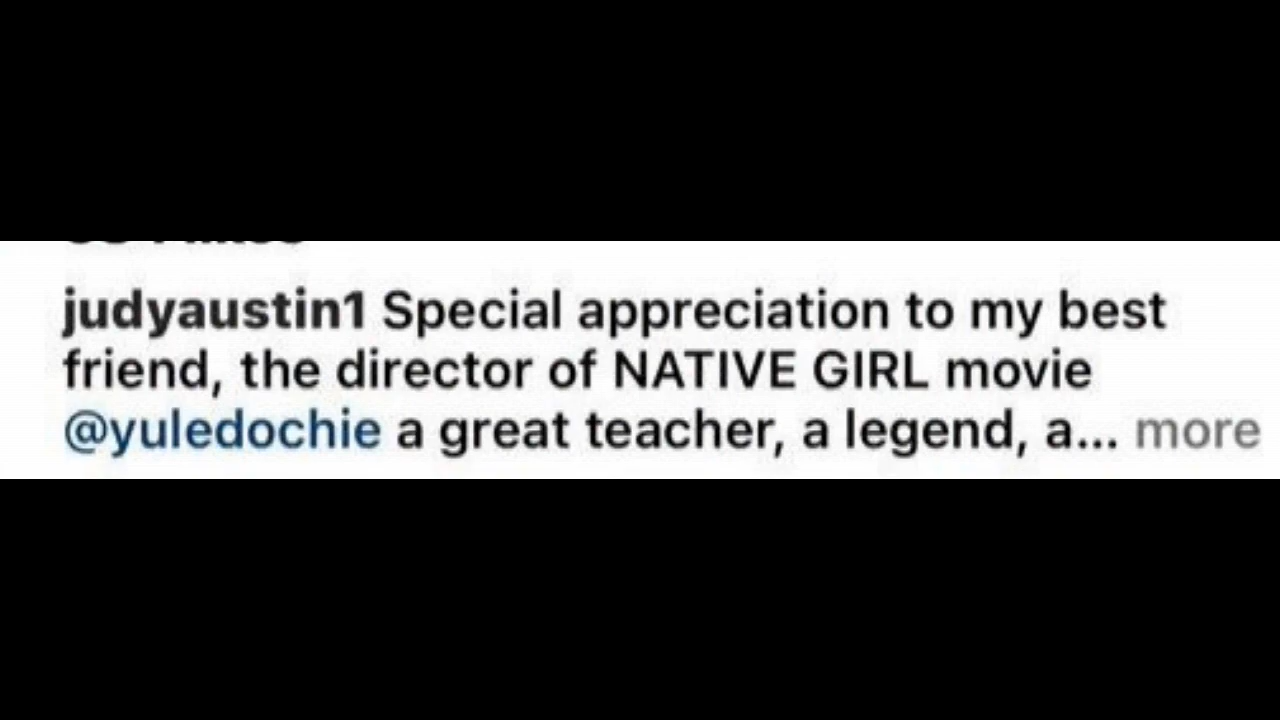 judyaustin1 Special appreciation to my best
friend, the director of NATIVE GIRL movie
@yuledochie a great teacher, a legend, a... more